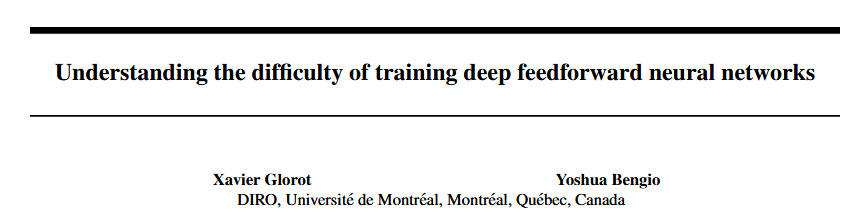 Understanding the difficulty of training deep feedforward neural networks
Xavier Glorot Yoshua Bengio
DIRO, Université de Montréal, Montréal, Québec, Canada